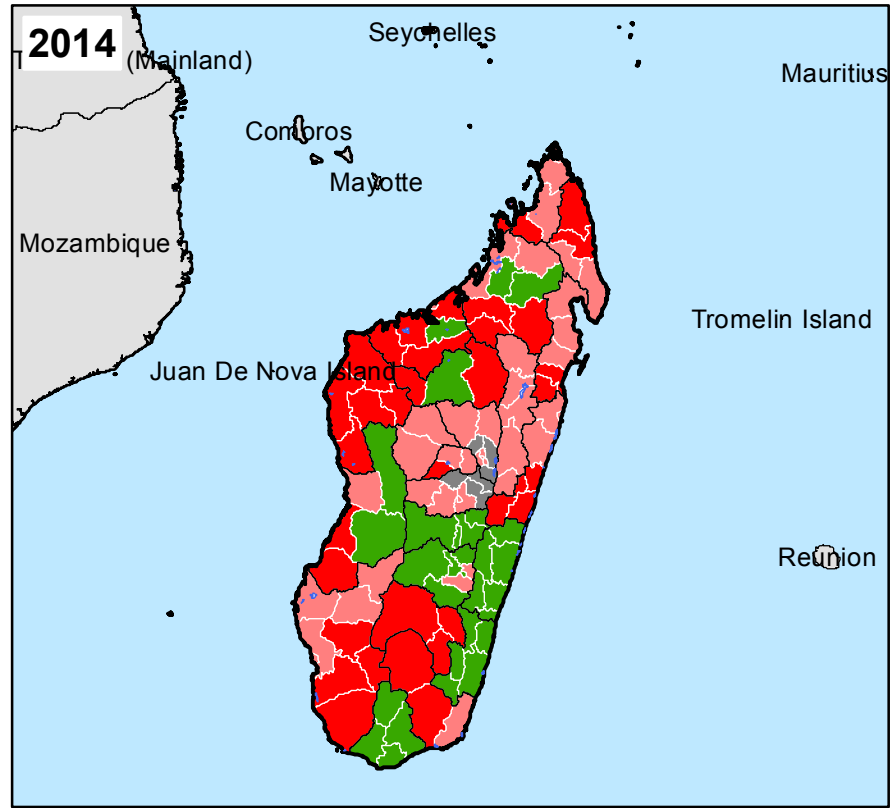 2014
Seychelles
(Mainland)
Mauritius
Comoros
Mayotte
Mozambique
Tromelin Island
Juan De Nova Island
Reunion